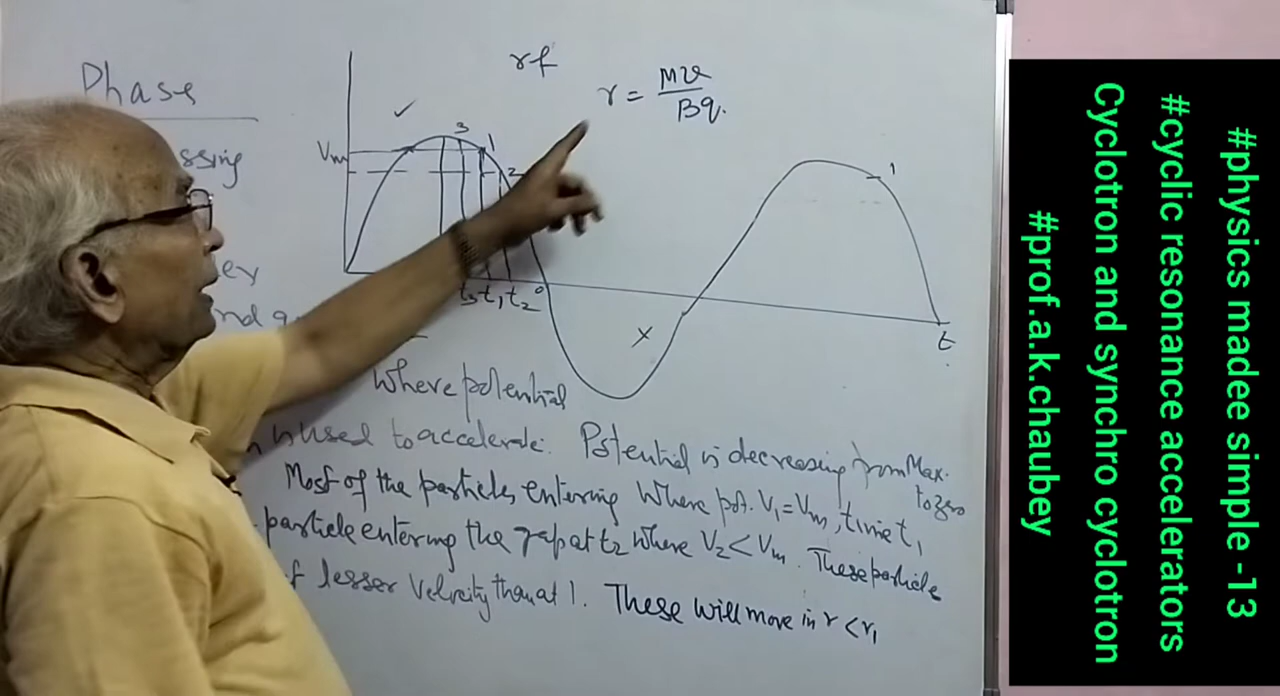 Phase
rf
r = MV/Bq.
ssing
Vm
3
1
2
1
t3 t1 t2
t
Where potential
is used to accelerate. Potential is decreasing from Max. to zero
Most of the particles entering where pot. V1 = Vm, time t1
particle entering the gap at t2 where V2 < Vm. These particle
lesser Velocity than at 1. These will move in r < r1
#physics madee simple -13
#cyclic resonance accelerators
Cyclotron and synchro cyclotron
#prof.a.k.chaubey